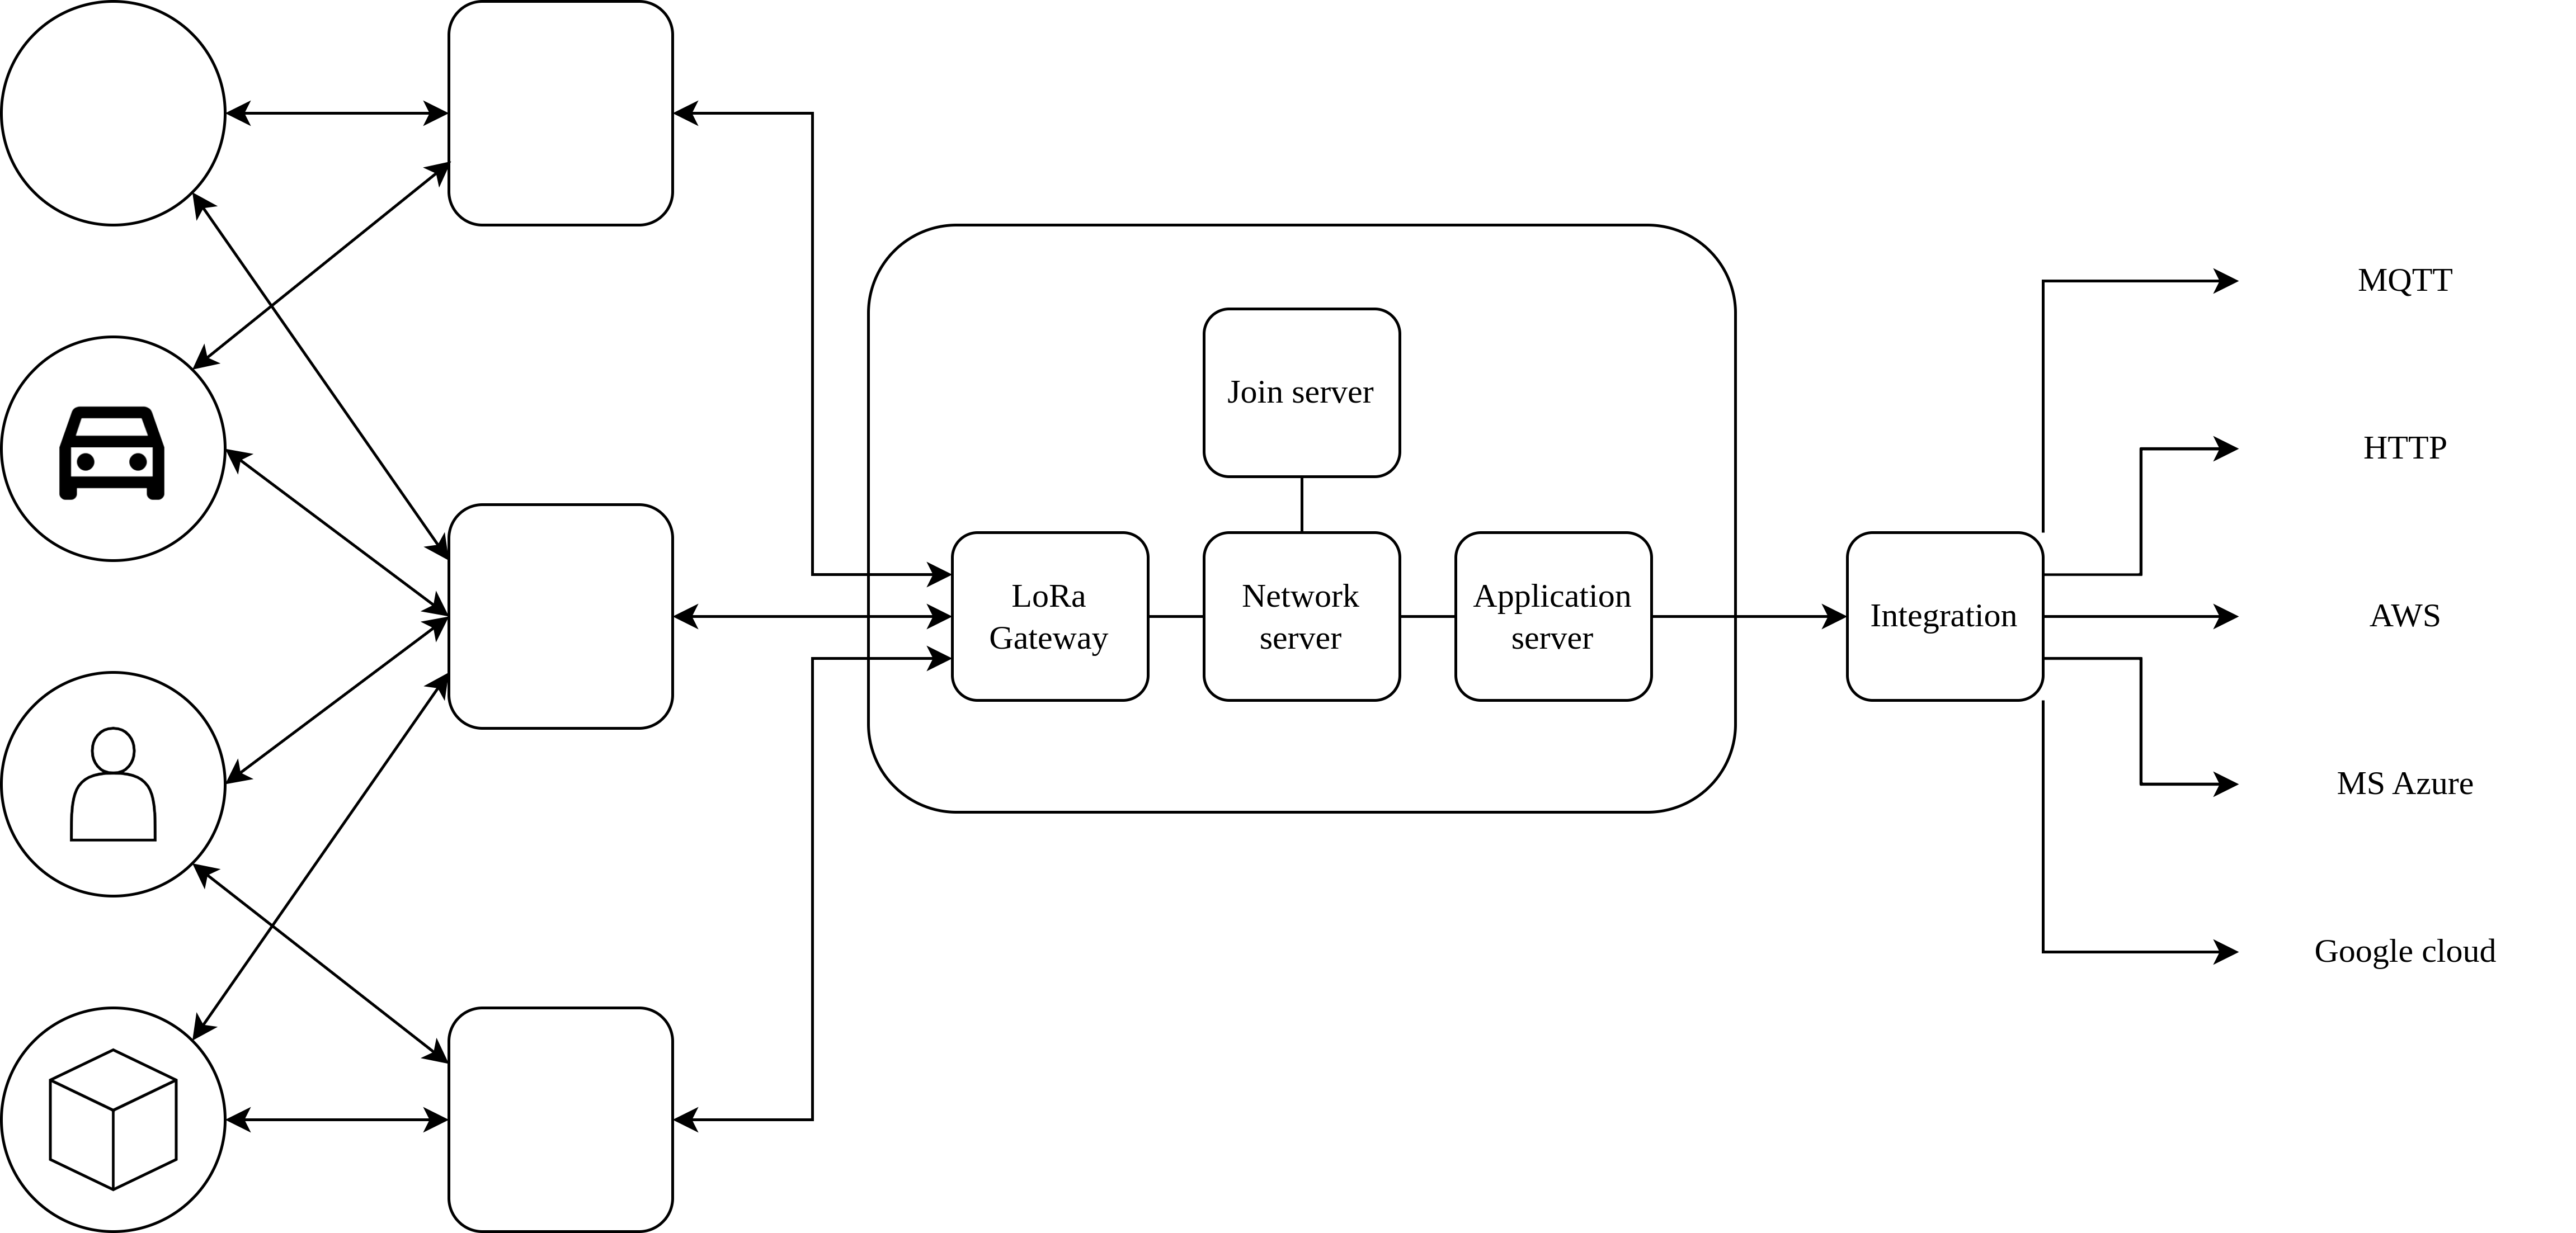 Join server
LoRa
Gateway
Network
server
Application
server
Integration
MQTT
HTTP
AWS
MS Azure
Google cloud